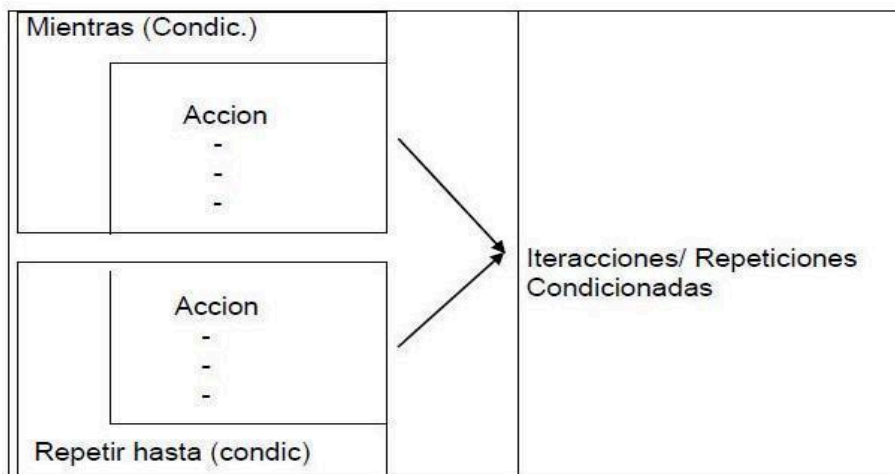 Mientras (Condic.)
Accion
-
-
-
Iteracciones/ Repeticiones
Condicionadas
Accion
-
-
-
Repetir hasta (condic)